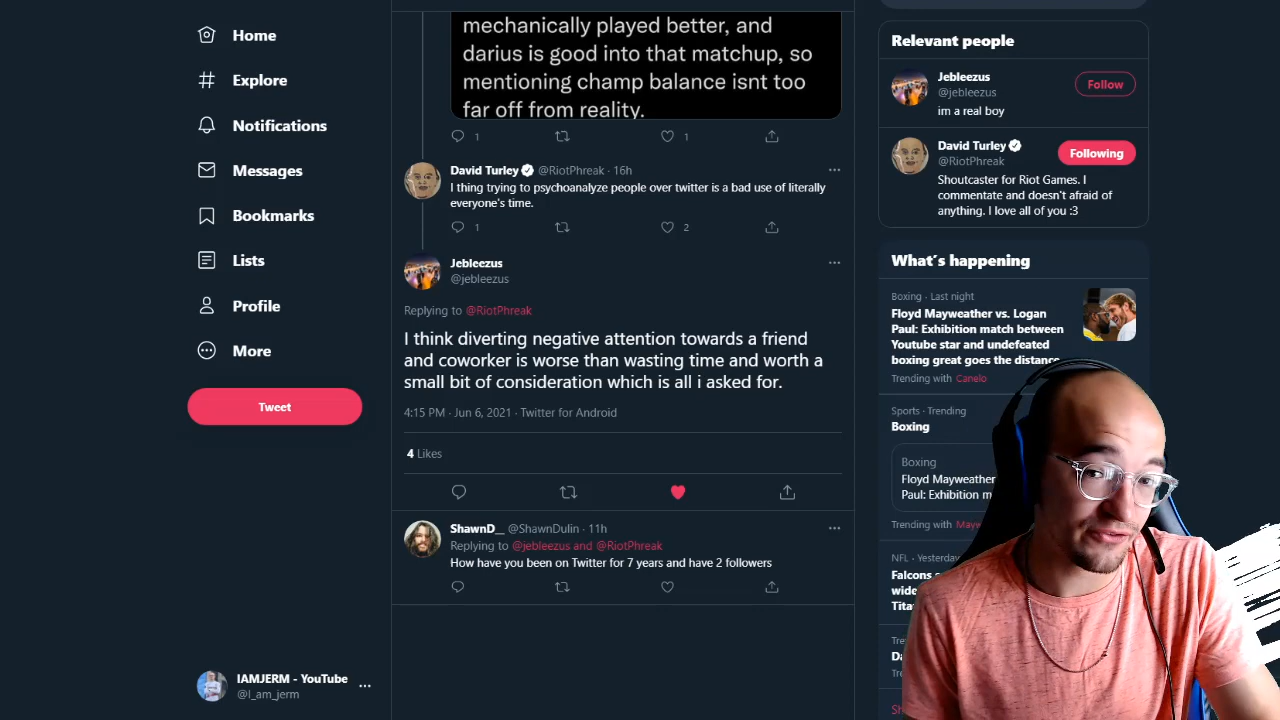 Home
Explore
Notifications
Messages
Bookmarks
Lists
Profile
More
Tweet
IAMJERM - YouTube
@I_am_jerm
mechanically played better, and
darius is good into that matchup, so
mentioning champ balance isnt too
far off from reality.
1
1
David Turley @RiotPhreak · 16h
I thing trying to psychoanalyze people over twitter is a bad use of literally
everyone's time.
1
2
Jebleezus
@jebleezus
Replying to @RiotPhreak
I think diverting negative attention towards a friend
and coworker is worse than wasting time and worth a
small bit of consideration which is all i asked for.
4:15 PM · Jun 6, 2021 · Twitter for Android
4 Likes
ShawnD__ @ShawnDulin · 11h
Replying to @jebleezus and @RiotPhreak
How have you been on Twitter for 7 years and have 2 followers
Relevant people
Jebleezus
@jebleezus
Follow
im a real boy
David Turley
@RiotPhreak
Following
Shoutcaster for Riot Games. I
commentate and doesn't afraid of
anything. I love all of you :3
What's happening
Boxing · Last night
Floyd Mayweather vs. Logan
Paul: Exhibition match between
Youtube star and undefeated
boxing great goes the distance
Trending with Canelo
Sports · Trending
Boxing
Boxing
Floyd Mayweather
Paul: Exhibition m
Trending with Mayw
NFL · Yesterday
Falcons
wide
Tita
Tre
Da
Re
Sh